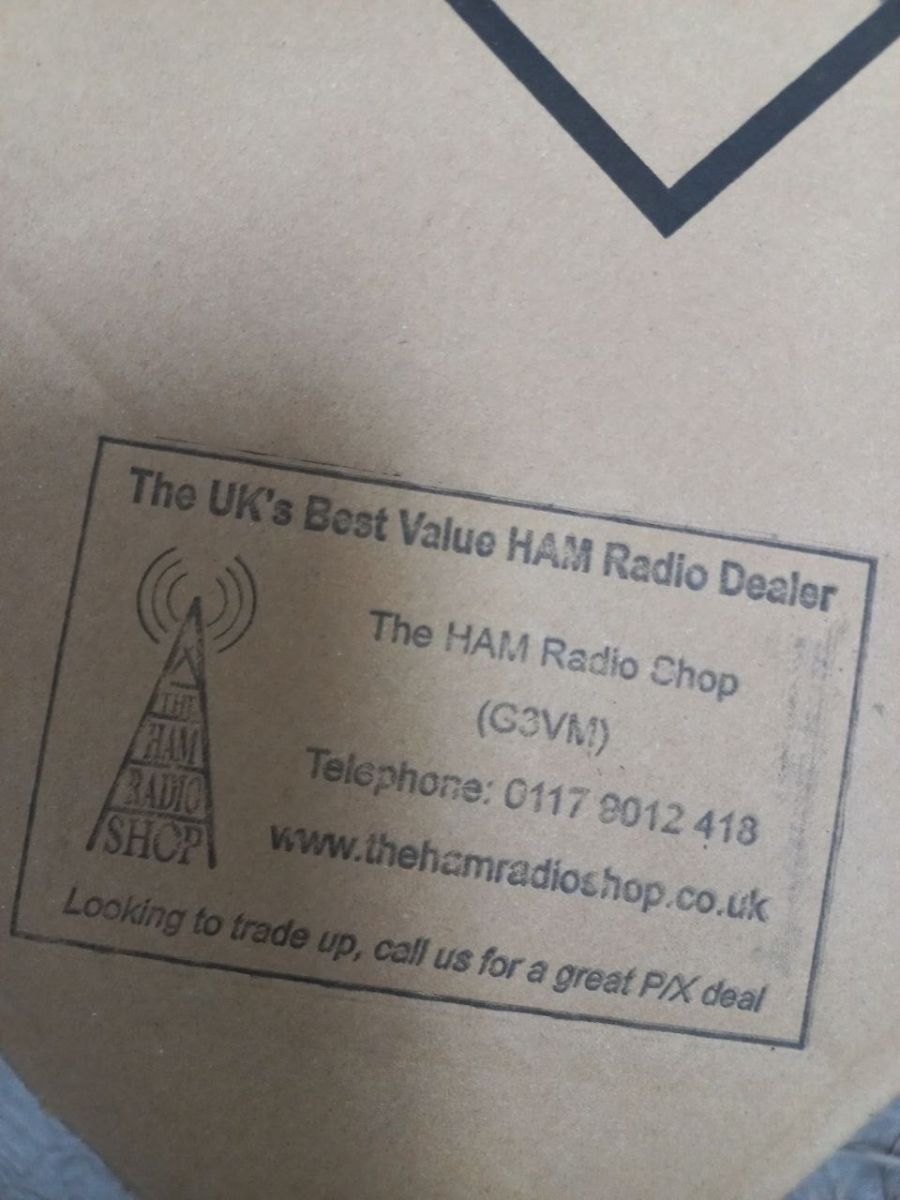 The UK's Best Value HAM Radio Dealer
THE
HAM
RADIO
SHOP
The HAM Radio Shop
(G3VM)
Telephone: 0117 9012 418
www.thehamradioshop.co.uk
Looking to trade up, call us for a great P/X deal